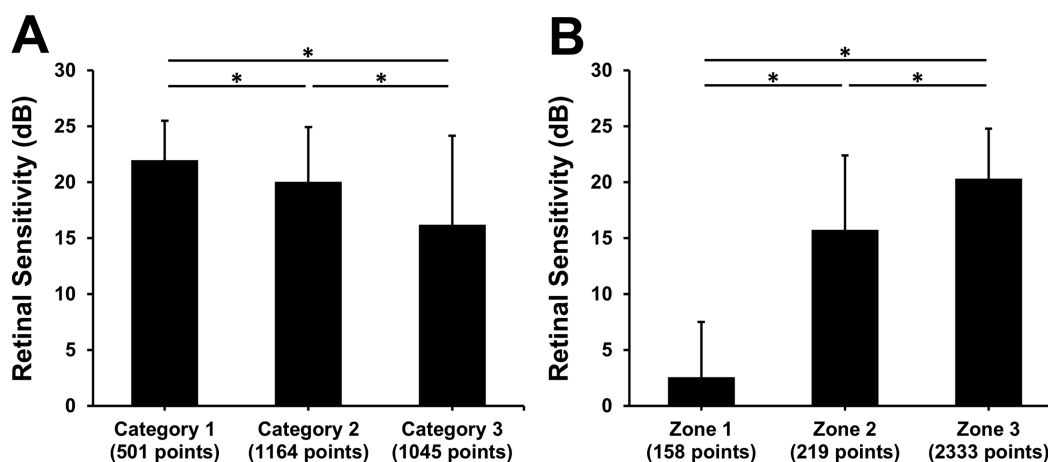 A
*
* *
Retinal Sensitivity (dB)
30
25
20
15
10
5
0
Category 1 Category 2 Category 3
(501 points) (1164 points) (1045 points)
B
*
* *
Retinal Sensitivity (dB)
30
25
20
15
10
5
0
Zone 1 Zone 2 Zone 3
(158 points) (219 points) (2333 points)